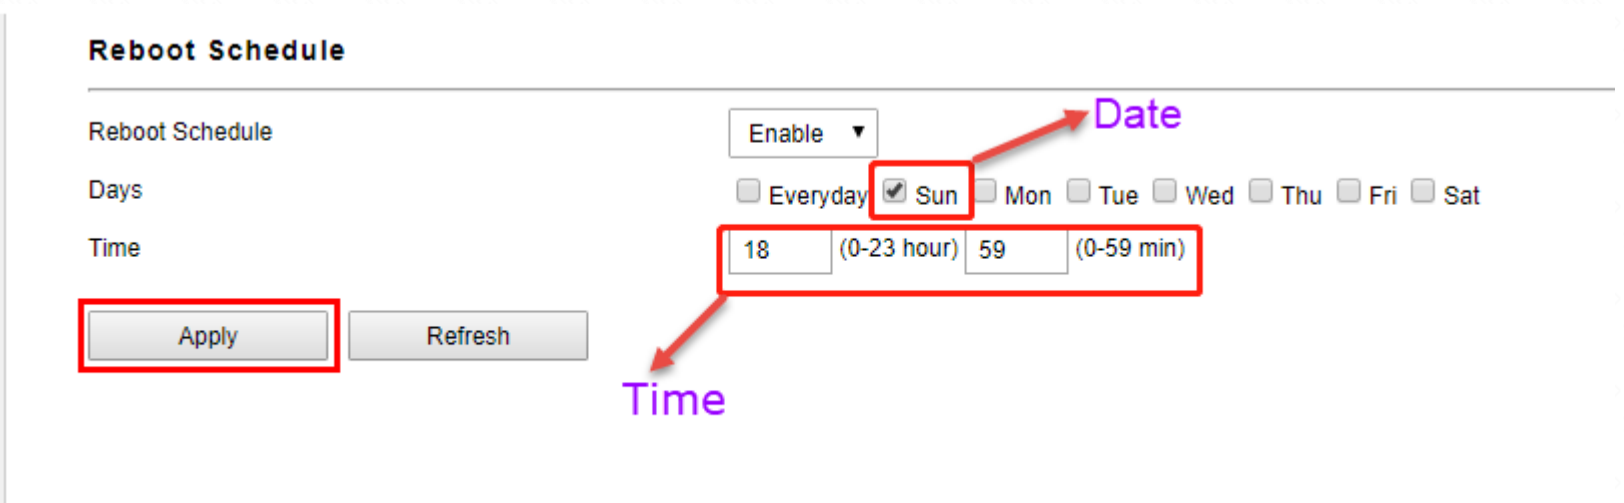 Reboot Schedule
Date
Reboot Schedule Enable
Days Everyday Sun Mon Tue Wed Thu Fri Sat
Time 18 (0-23 hour) 59 (0-59 min)
Apply Refresh
Time